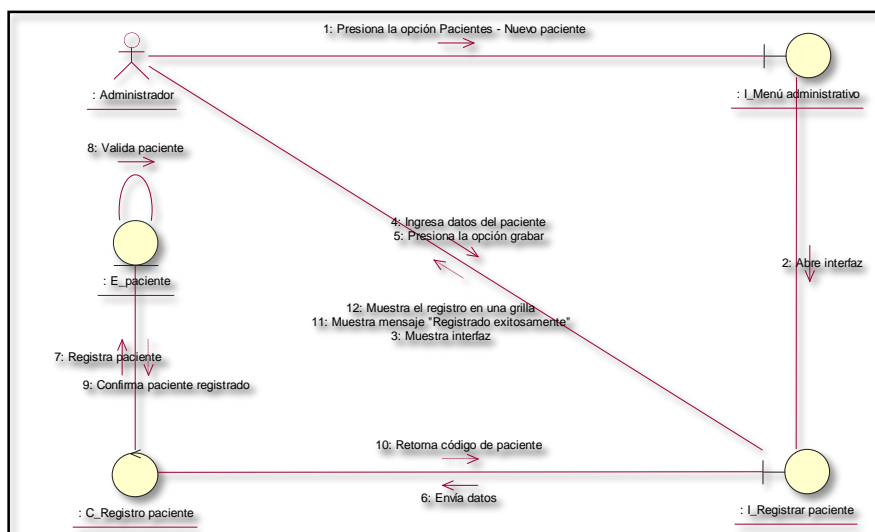 1: Presiona la opción Pacientes - Nuevo paciente
: Administrador
: I_Menú administrativo
8: Valida paciente
4: Ingresa datos del paciente
5: Presiona la opción grabar
2: Abre interfaz
: E_paciente
12: Muestra el registro en una grilla
11: Muestra mensaje "Registrado exitosamente"
3: Muestra interfaz
7: Registra paciente
9: Confirma paciente registrado
10: Retorna código de paciente
6: Envía datos
: C_Registro paciente
: I_Registrar paciente